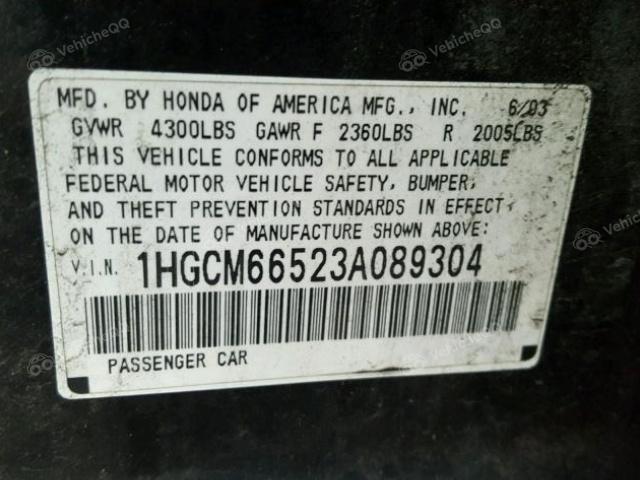 MFD. BY HONDA OF AMERICA MFG., INC. 6/03
GVWR 4300LBS GAWR F 2360LBS R 2005LBS
THIS VEHICLE CONFORMS TO ALL APPLICABLE
FEDERAL MOTOR VEHICLE SAFETY, BUMPER,
AND THEFT PREVENTION STANDARDS IN EFFECT
ON THE DATE OF MANUFACTURE SHOWN ABOVE:
V.I.N. 1HGCM66523A089304
PASSENGER CAR
VehicheQQ